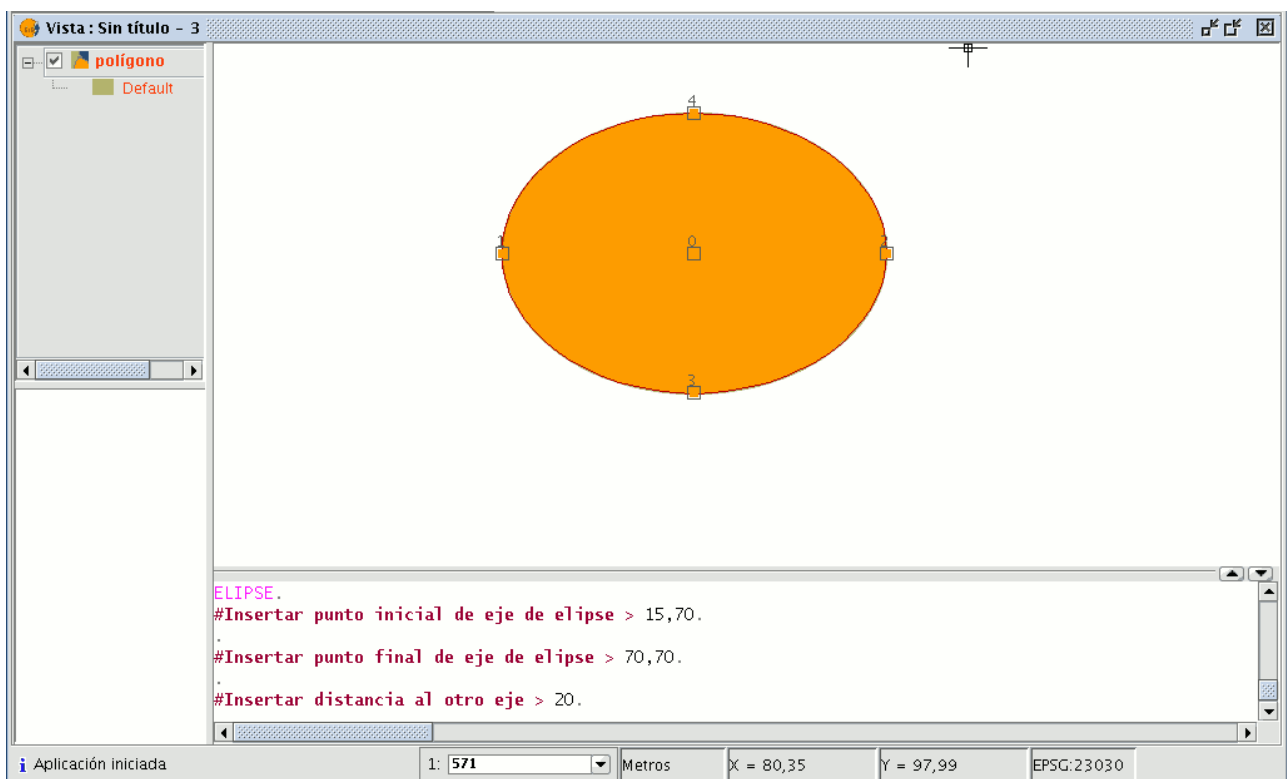 Vista : Sin título - 3
polígono
Default
4
1
0
2
3
ELIPSE.
#Insertar punto inicial de eje de elipse > 15,70.
.
#Insertar punto final de eje de elipse > 70,70.
.
#Insertar distancia al otro eje > 20.
i Aplicación iniciada
1: 571
Metros
X = 80,35
Y = 97,99
EPSG:23030